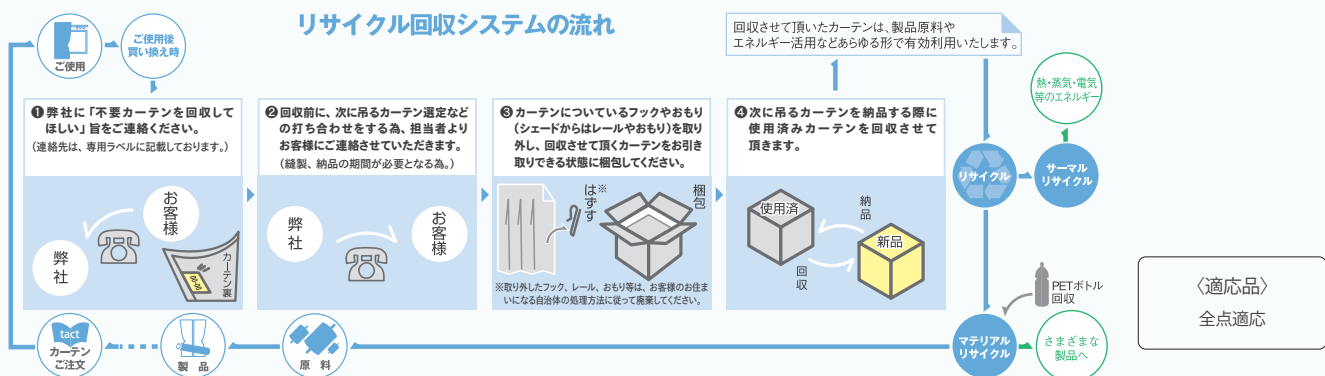 リサイクル回収システムの流れ
ご使用
ご使用後
買い換え時
❶弊社に「不要カーテンを回収して
ほしい」旨をご連絡ください。
（連絡先は、専用ラベルに記載しております。）
お客様
弊社
カーテン裏
❷回収前に、次に吊るカーテン選定など
の打ち合わせをする為、担当者より
お客様にご連絡させていただきます。
（縫製、納品の期間が必要となる為。）
弊社
お客様
❸カーテンについているフックやおもり
（シェードからはレールやおもり）を取り
外し、回収させて頂くカーテンをお引き
取りできる状態に梱包してください。
※はずす
梱包
※取り外したフック、レール、おもり等は、お客様のお住ま
いになる自治体の処理方法に従って廃棄してください。
❹次に吊るカーテンを納品する際に
使用済みカーテンを回収させて
頂きます。
使用済
納品
新品
回収
回収させて頂いたカーテンは、製品原料や
エネルギー活用などあらゆる形で有効利用いたします。
リサイクル
サーマル
リサイクル
熱・蒸気・電気
等のエネルギー
PETボトル
回収
マテリアル
リサイクル
さまざまな
製品へ
原料
製品
tact
カーテン
ご注文
〈適応品〉
全点適応